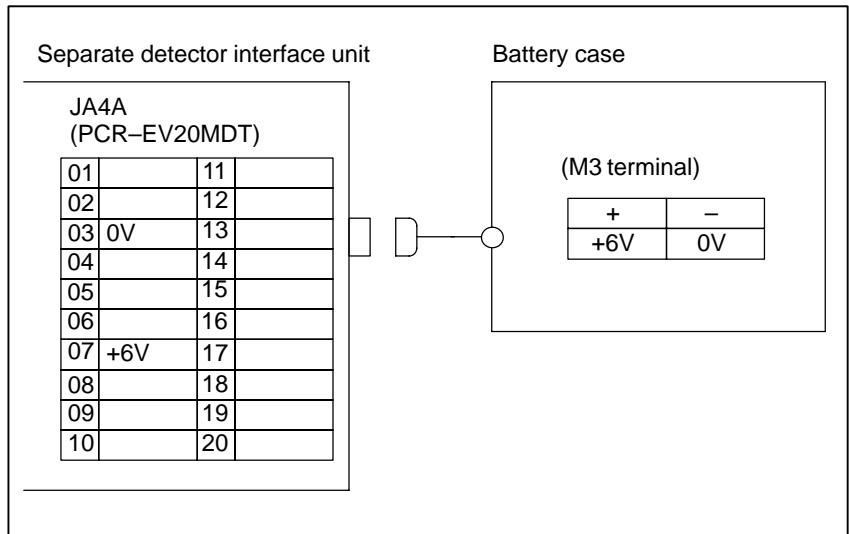 Separate detector interface unit
Battery case
JA4A
(PCR–EV20MDT)
01 11
02 12
03 0V 13
04 14
05 15
06 16
07 +6V 17
08 18
09 19
10 20
(M3 terminal)
+ –
+6V 0V